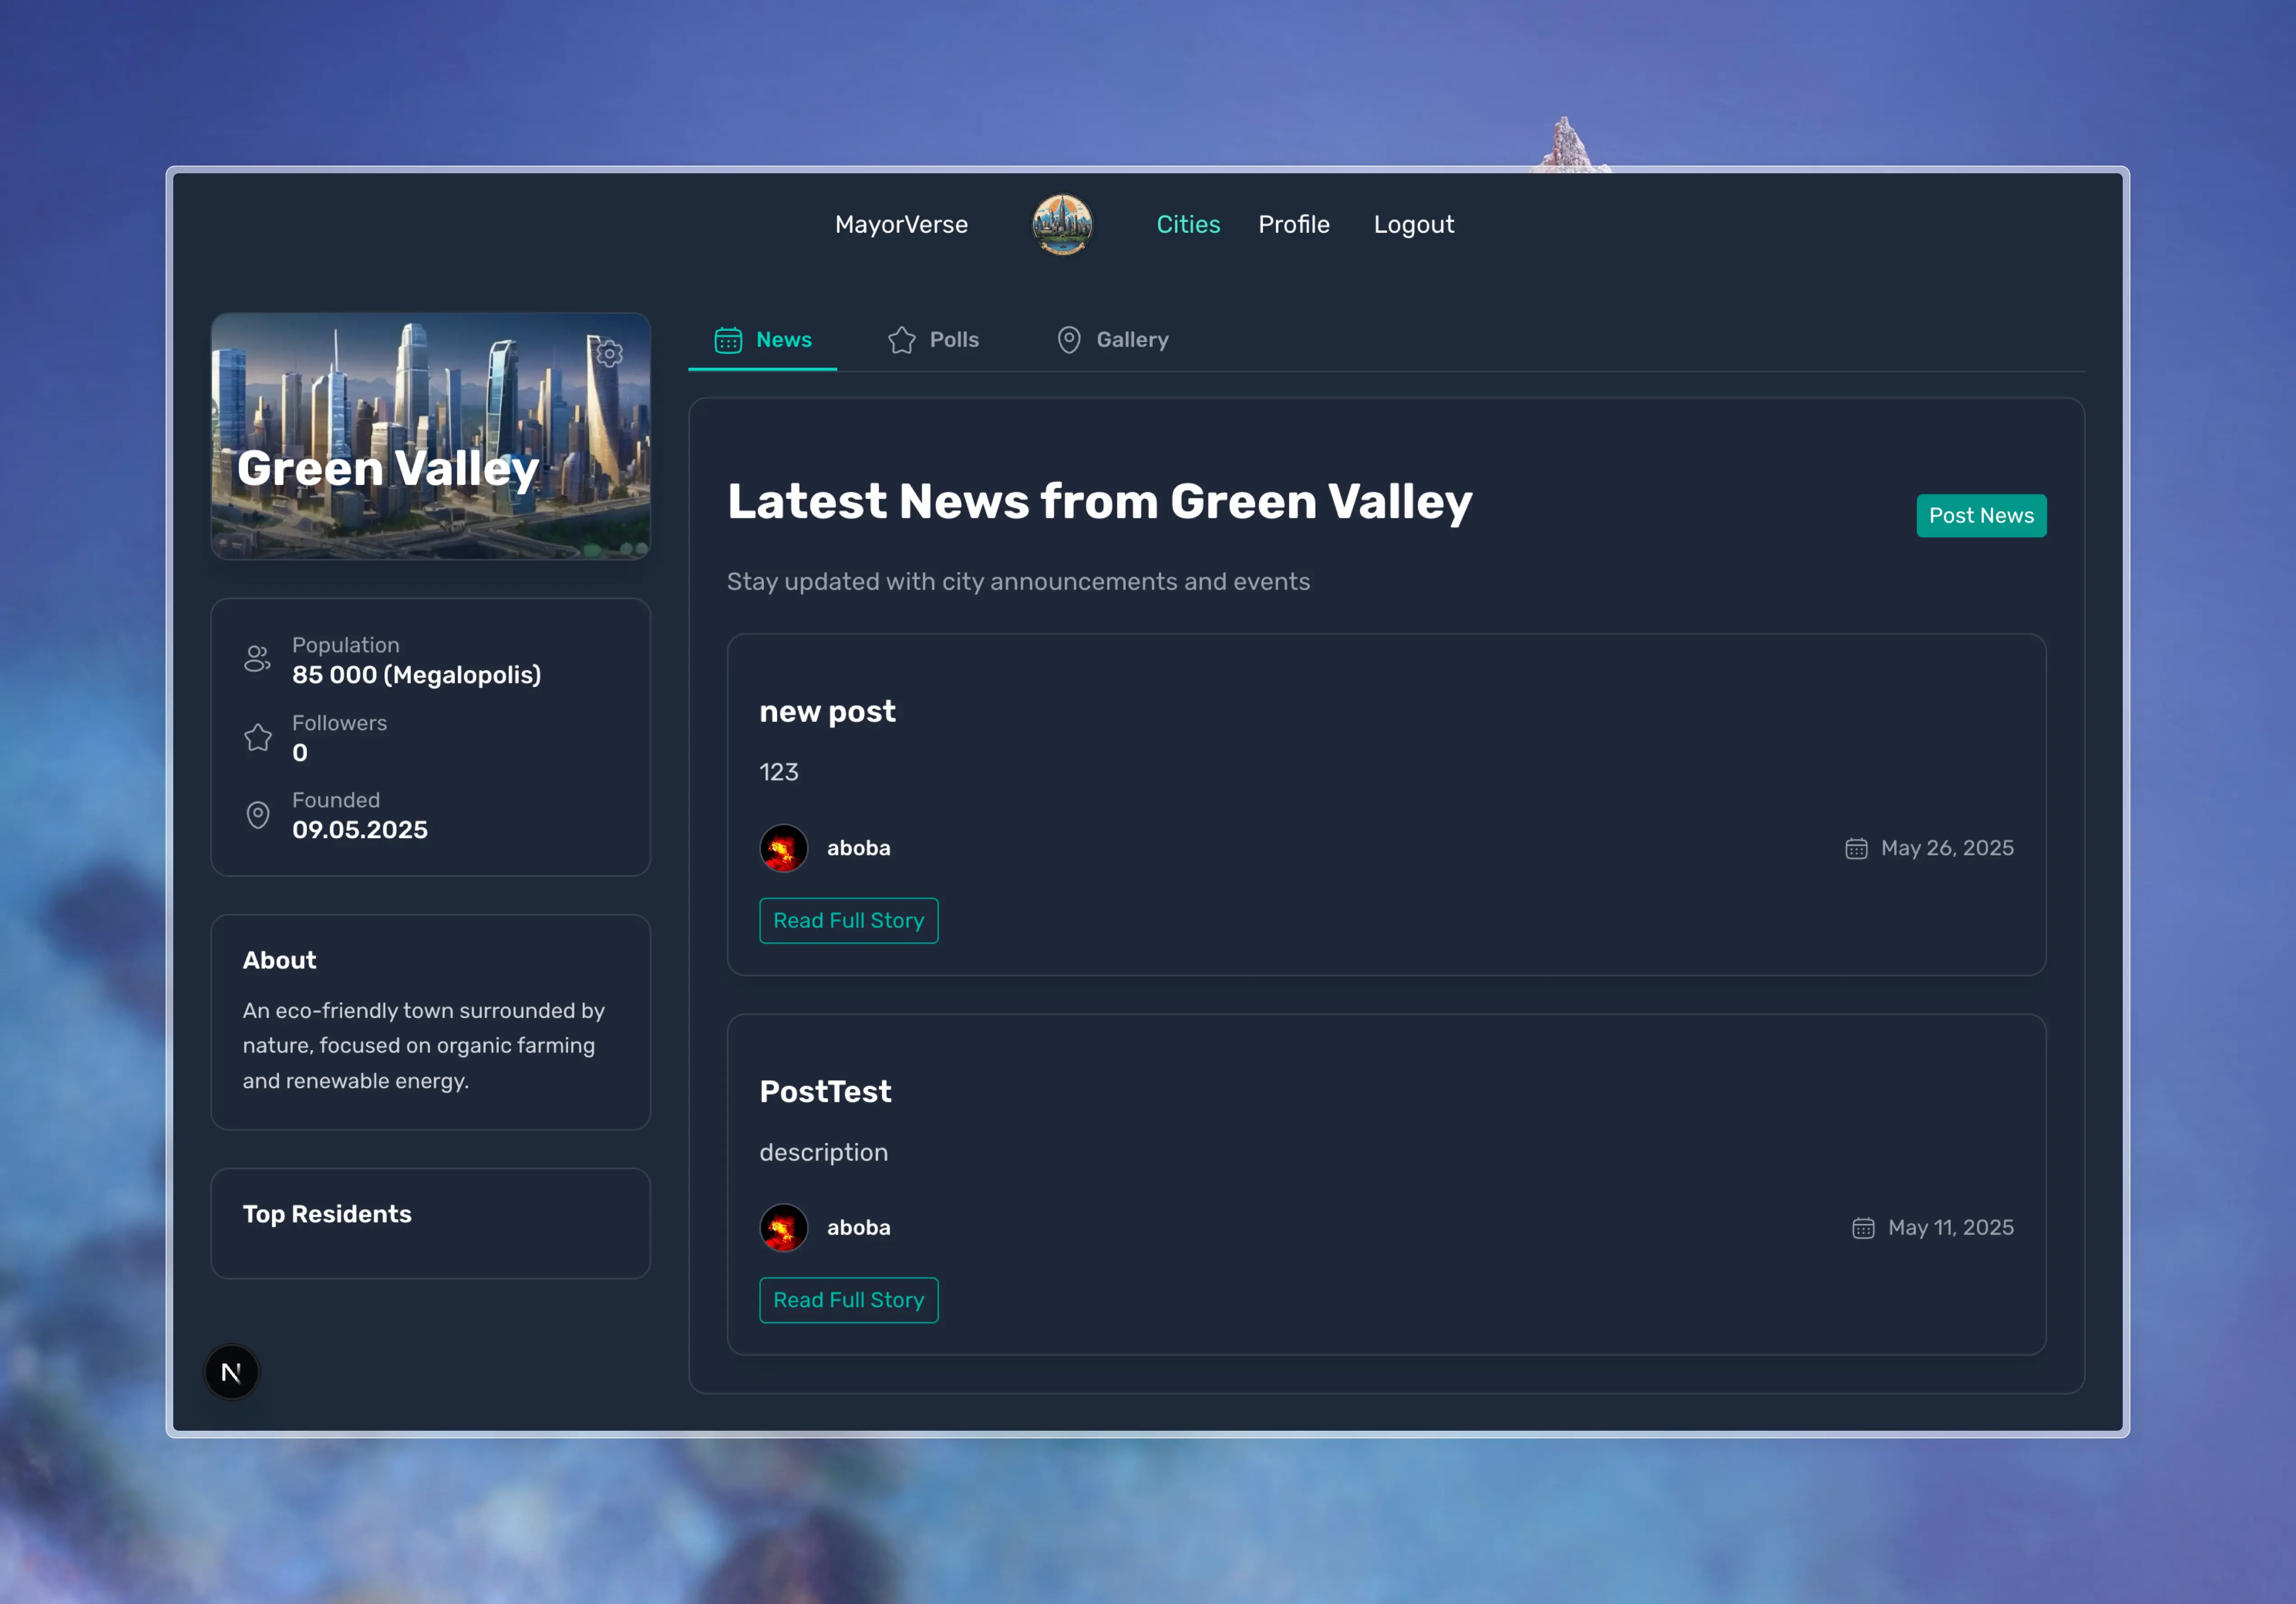 MayorVerse
Cities
Profile
Logout
Green Valley
Population
85 000 (Megalopolis)
Followers
0
Founded
09.05.2025
About
An eco-friendly town surrounded by
nature, focused on organic farming
and renewable energy.
Top Residents
N
News
Polls
Gallery
Latest News from Green Valley
Post News
Stay updated with city announcements and events
new post
123
aboba
May 26, 2025
Read Full Story
PostTest
description
aboba
May 11, 2025
Read Full Story